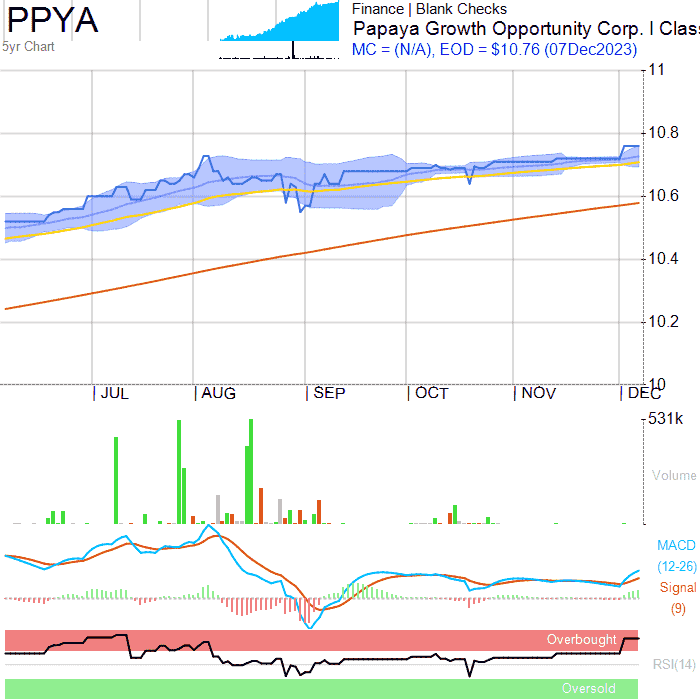 PPYA
5yr Chart
Finance | Blank Checks
Papaya Growth Opportunity Corp. I Clas
MC = (N/A), EOD = $10.76 (07Dec2023)
11
10.8
10.6
10.4
10.2
10
JUL AUG SEP OCT NOV DEC
531k
Volume
MACD
(12-26)
Signal
(9)
Overbought
RSI(14)
Oversold